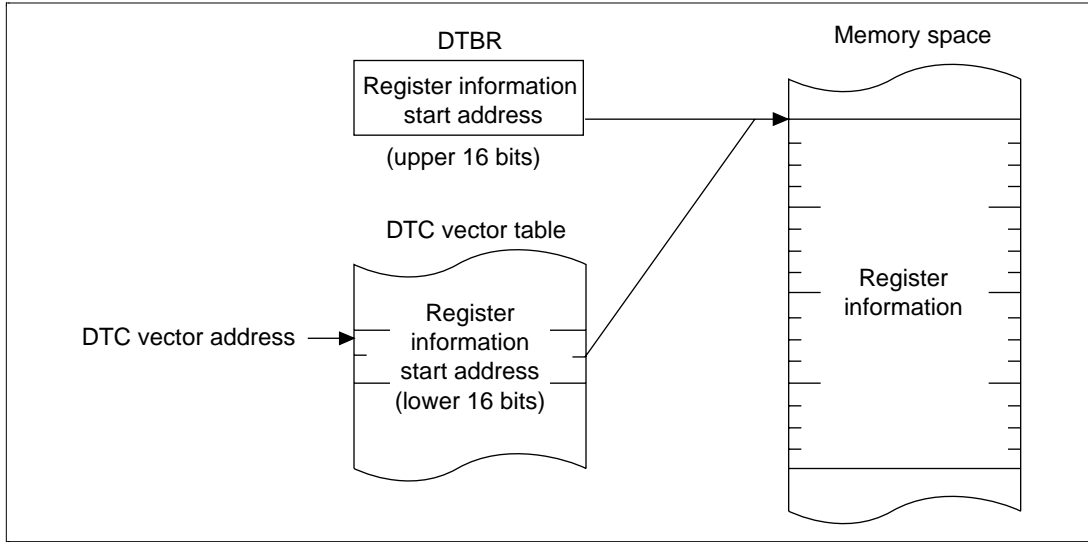 DTBR
Register information
start address
(upper 16 bits)
Memory space
DTC vector table
DTC vector address
Register
information
start address
(lower 16 bits)
Register
information